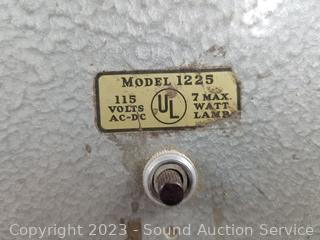 MODEL 1225
115 VOLTS AC-DC
UL
7 MAX. WATT LAMP
Copyright © 2023 - Sound Auction Service